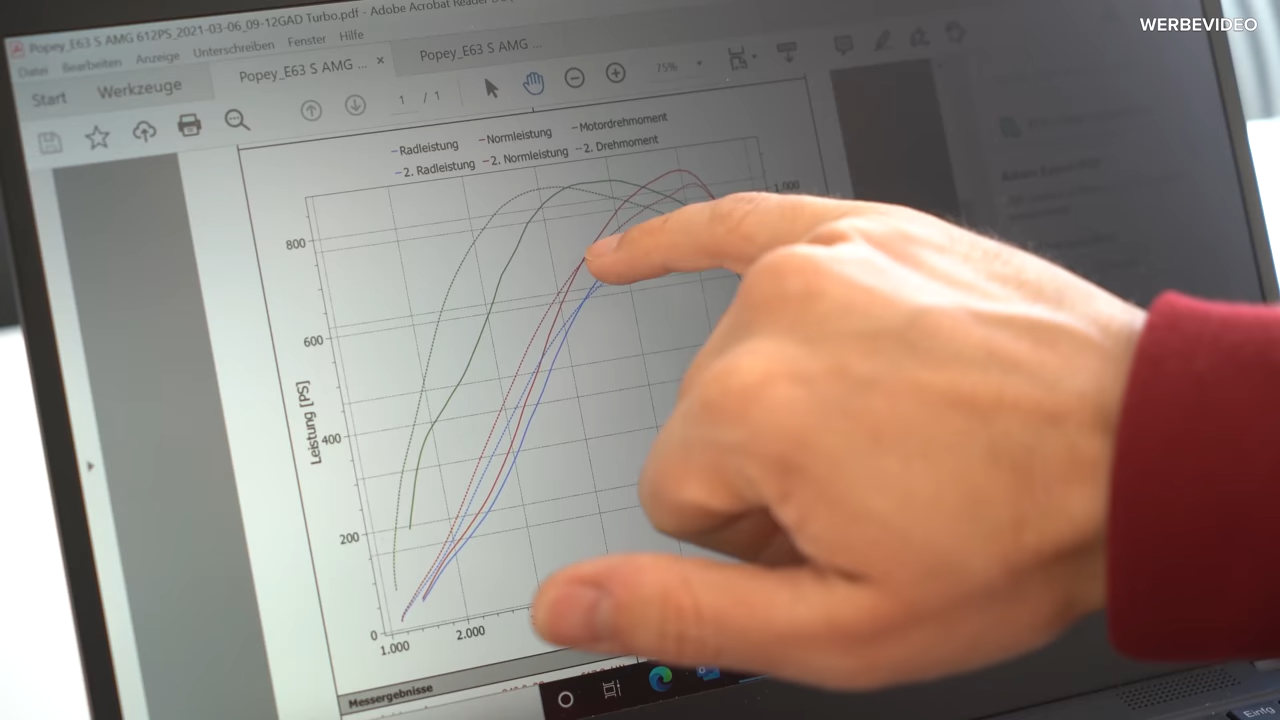 WERBEVIDEO
Popey_E63 S AMG 612PS_2021-03-06_09-12GAD Turbo.pdf - Adobe Acrobat Reader
Datei Bearbeiten Anzeige Unterschreiben Fenster Hilfe
Start Werkzeuge Popey_E63 S AMG ... × Popey_E63 S AMG ...
1 / 1 75%
Radleistung Normleistung Motordrehmoment
2. Radleistung 2. Normleistung 2. Drehmoment
1.000
800
600
Leistung [PS]
400
200
0
1.000 2.000
Messergebnisse
Einfg